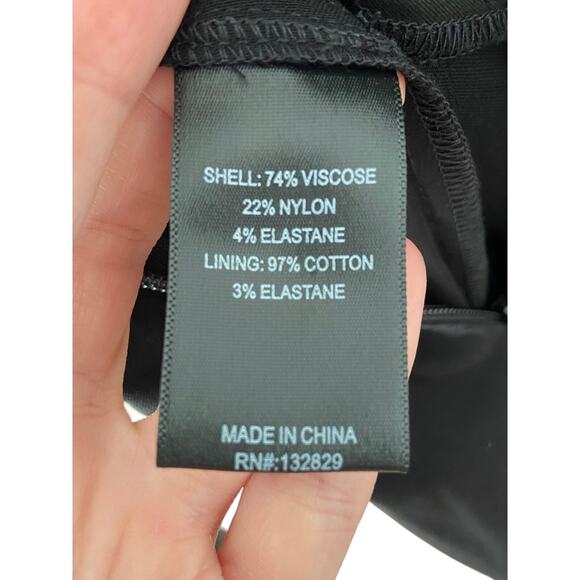 SHELL: 74% VISCOSE
22% NYLON
4% ELASTANE
LINING: 97% COTTON
3% ELASTANE
MADE IN CHINA
RN#:132829